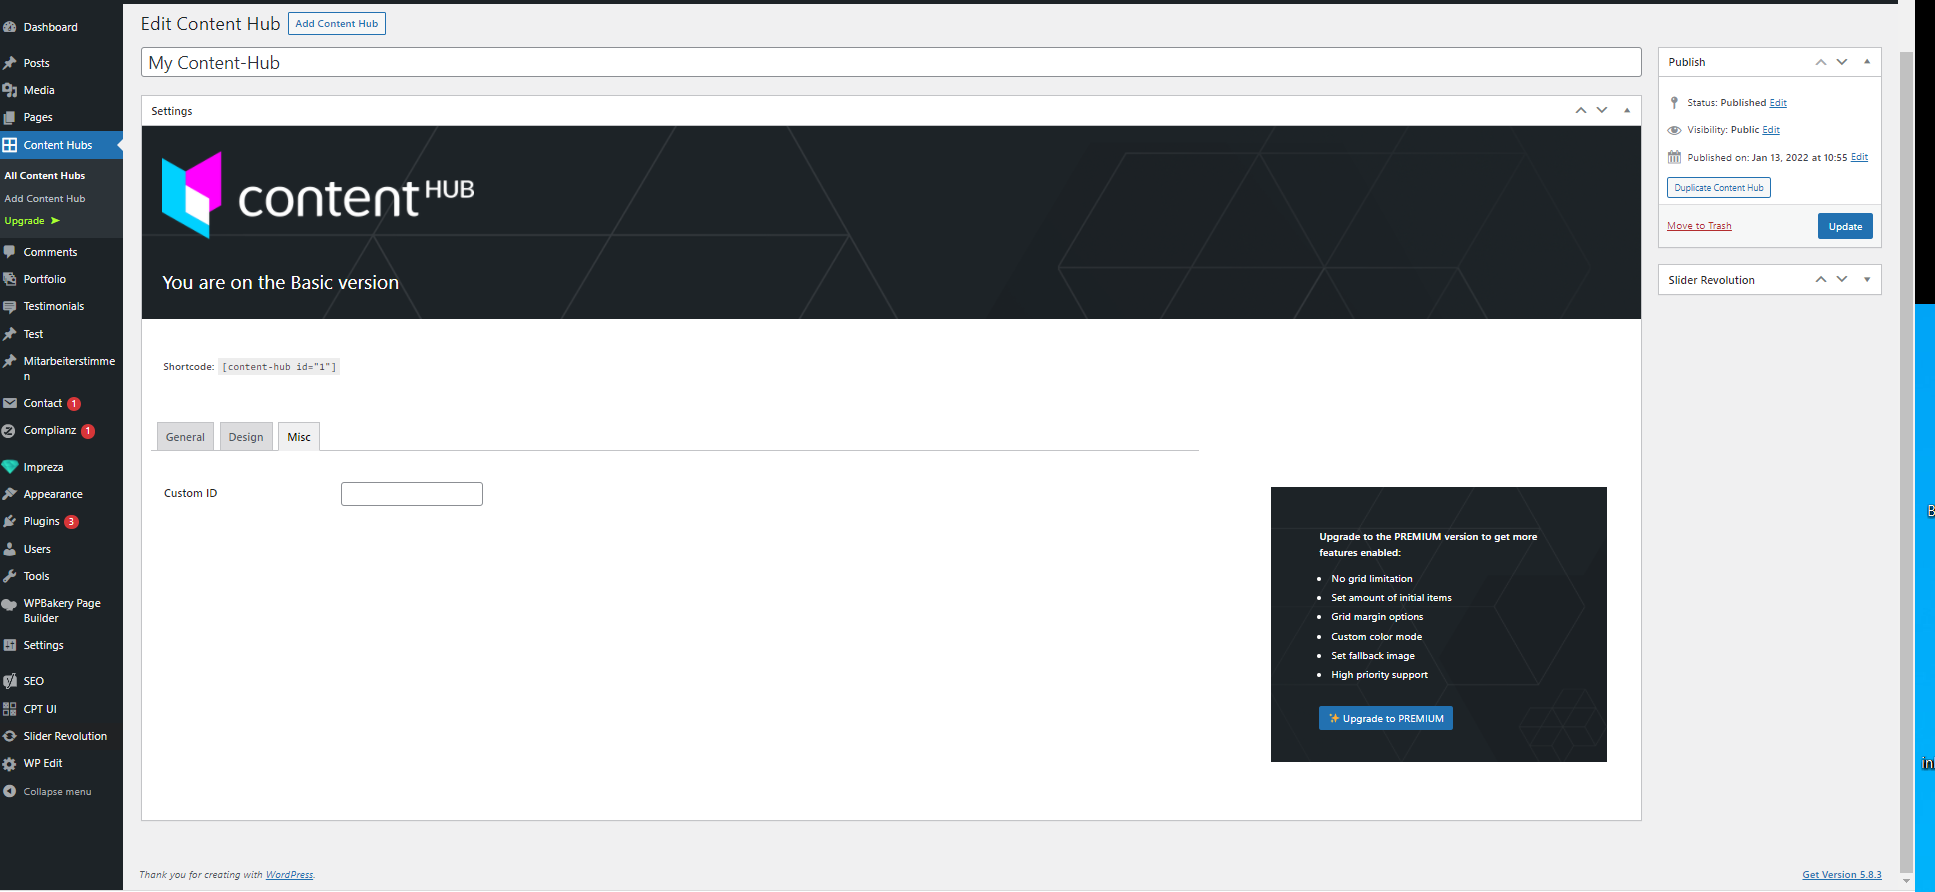 Dashboard
Posts
Media
Pages
Content Hubs
All Content Hubs
Add Content Hub
Upgrade ➤
Comments
Portfolio
Testimonials
Test
Mitarbeiterstimme
n
Contact 1
Complianz 1
Impreza
Appearance
Plugins 3
Users
Tools
WPBakery Page
Builder
Settings
SEO
CPT UI
Slider Revolution
WP Edit
Collapse menu
Edit Content Hub Add Content Hub
My Content-Hub
Settings
content HUB
You are on the Basic version
Shortcode: [content-hub id="1"]
General Design Misc
Custom ID
Upgrade to the PREMIUM version to get more
features enabled:
• No grid limitation
• Set amount of initial items
• Grid margin options
• Custom color mode
• Set fallback image
• High priority support
✨ Upgrade to PREMIUM
Publish
Status: Published Edit
Visibility: Public Edit
Published on: Jan 13, 2022 at 10:55 Edit
Duplicate Content Hub
Move to Trash Update
Slider Revolution
Thank you for creating with WordPress.
Get Version 5.8.3